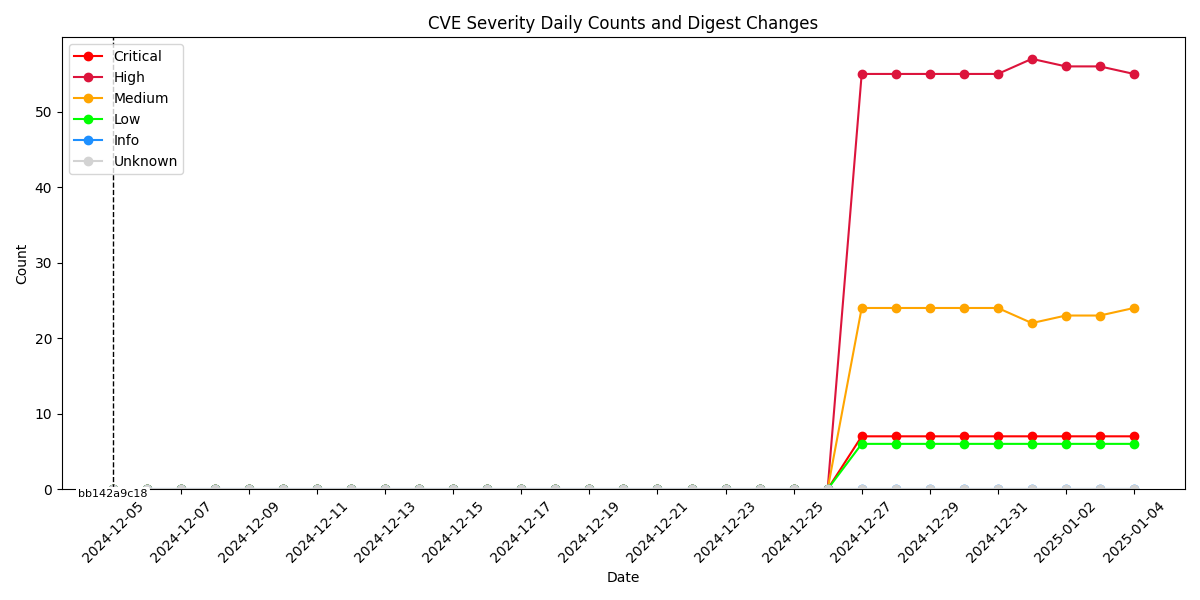 CVE Severity Daily Counts and Digest Changes
Critical
High
Medium
Low
Info
Unknown
Count
50
40
30
20
10
0
bb142a9c18
2024-12-05
2024-12-07
2024-12-09
2024-12-11
2024-12-13
2024-12-15
2024-12-17
2024-12-19
2024-12-21
2024-12-23
2024-12-25
2024-12-27
2024-12-29
2024-12-31
2025-01-02
2025-01-04
Date